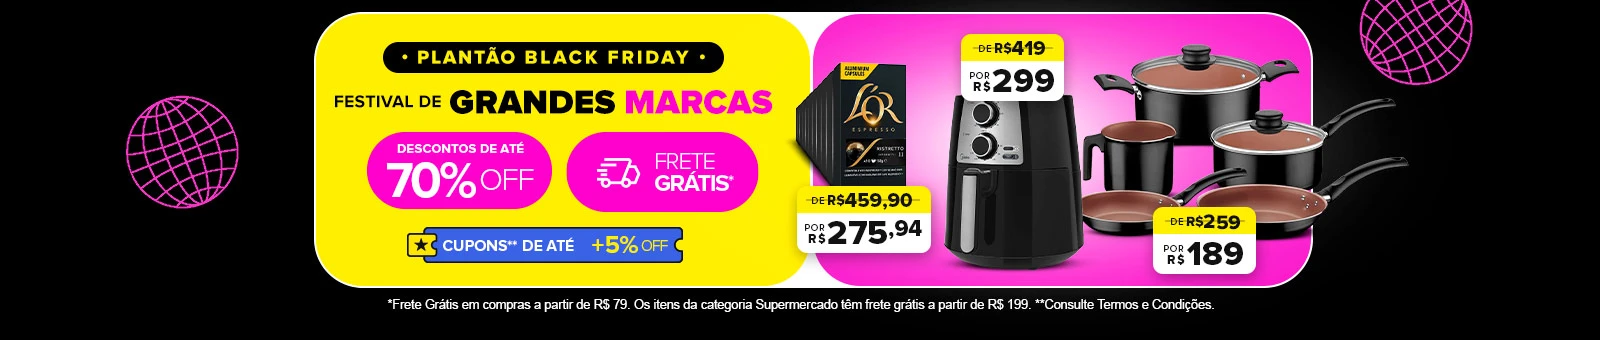 • PLANTÃO BLACK FRIDAY •
FESTIVAL DE GRANDES MARCAS
DESCONTOS DE ATÉ
70% OFF
FRETE
GRÁTIS*
CUPONS** DE ATÉ +5% OFF
ALUMINIUM
CAPSULES
L'OR
ESPRESSO
RISTRETTO
11
DE R$459,90
POR
R$ 275,94
DE R$419
POR
R$ 299
DE R$259
POR
R$ 189
*Frete Grátis em compras a partir de R$ 79. Os itens da categoria Supermercado têm frete grátis a partir de R$ 199. **Consulte Termos e Condições.